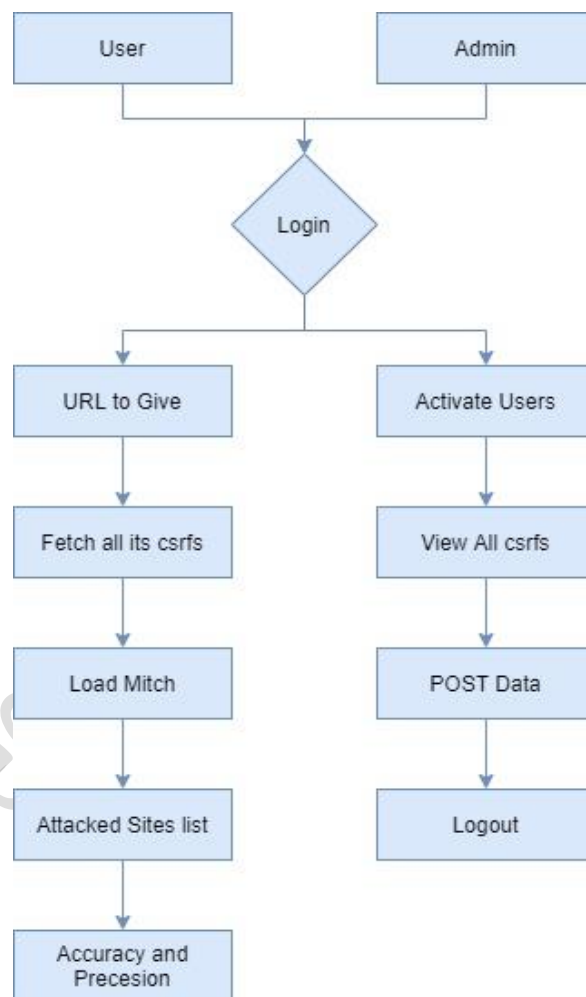 User
Admin
Login
URL to Give
Activate Users
Fetch all its csrfs
View All csrfs
Load Mitch
POST Data
Attacked Sites list
Logout
Accuracy and
Precesion